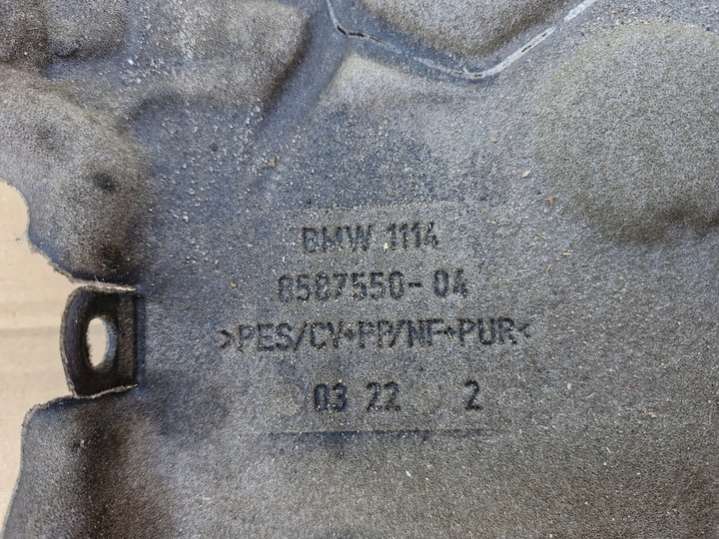 BMW 1114
8587550-04
>PES/CV+PP/NF+PUR<
03 22 2